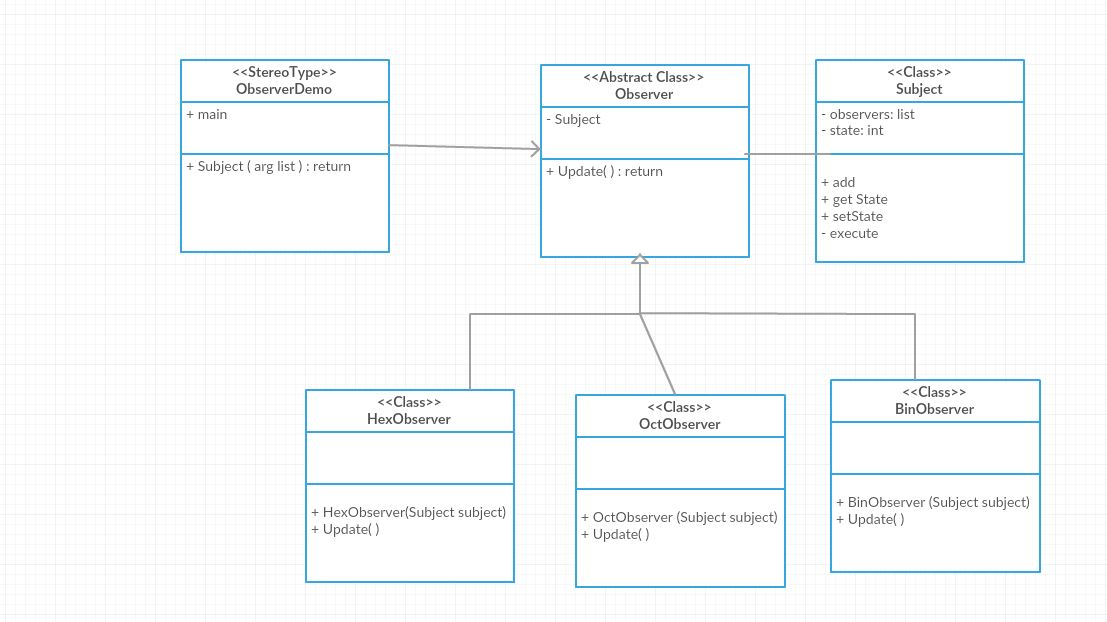 <<StereoType>>
ObserverDemo
+ main
+ Subject ( arg list ) : return
<<Abstract Class>>
Observer
- Subject
+ Update( ) : return
<<Class>>
Subject
- observers: list
- state: int
+ add
+ get State
+ setState
- execute
<<Class>>
HexObserver
+ HexObserver(Subject subject)
+ Update( )
<<Class>>
OctObserver
+ OctObserver (Subject subject)
+ Update( )
<<Class>>
BinObserver
+ BinObserver (Subject subject)
+ Update( )